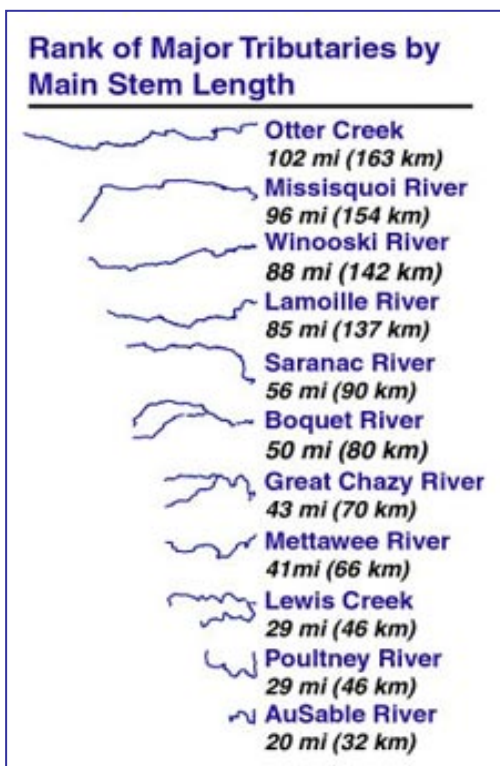 Rank of Major Tributaries by
Main Stem Length
Otter Creek
102 mi (163 km)
Missisquoi River
96 mi (154 km)
Winooski River
88 mi (142 km)
Lamoille River
85 mi (137 km)
Saranac River
56 mi (90 km)
Boquet River
50 mi (80 km)
Great Chazy River
43 mi (70 km)
Mettawee River
41mi (66 km)
Lewis Creek
29 mi (46 km)
Poultney River
29 mi (46 km)
AuSable River
20 mi (32 km)